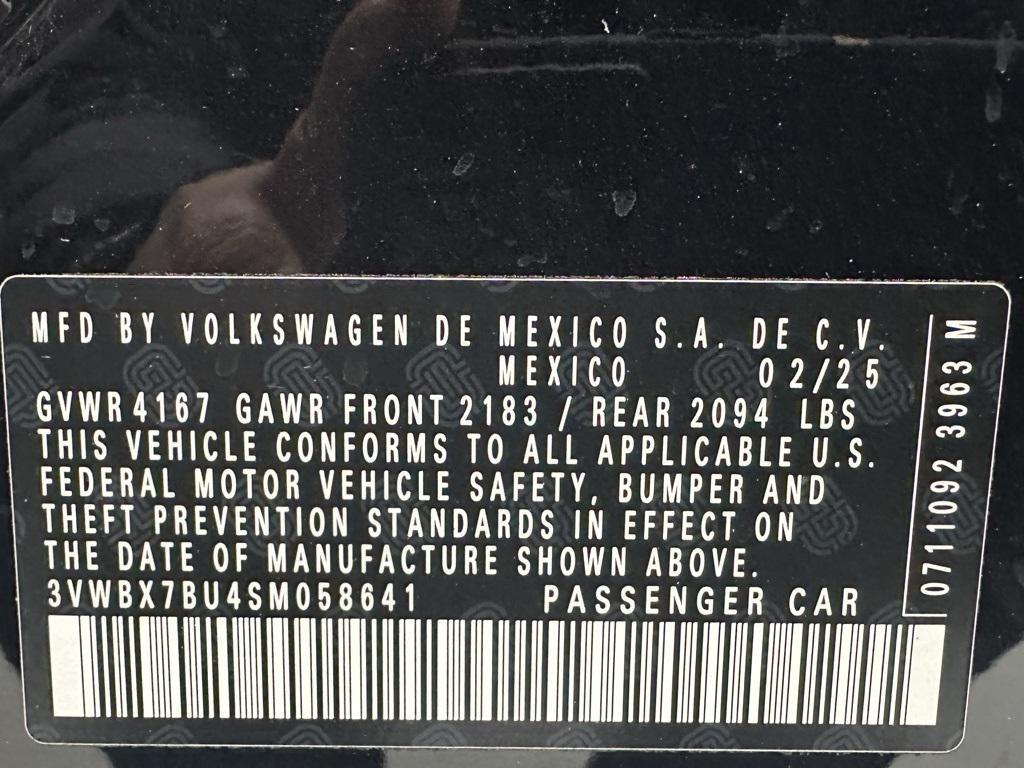 MFD BY VOLKSWAGEN DE MEXICO S.A. DE C.V.
MEXICO 02/25
GVWR 4167 GAWR FRONT 2183 / REAR 2094 LBS
THIS VEHICLE CONFORMS TO ALL APPLICABLE U.S.
FEDERAL MOTOR VEHICLE SAFETY, BUMPER AND
THEFT PREVENTION STANDARDS IN EFFECT ON
THE DATE OF MANUFACTURE SHOWN ABOVE.
3VWBX7BU4SM058641 PASSENGER CAR
0711092 3963 M